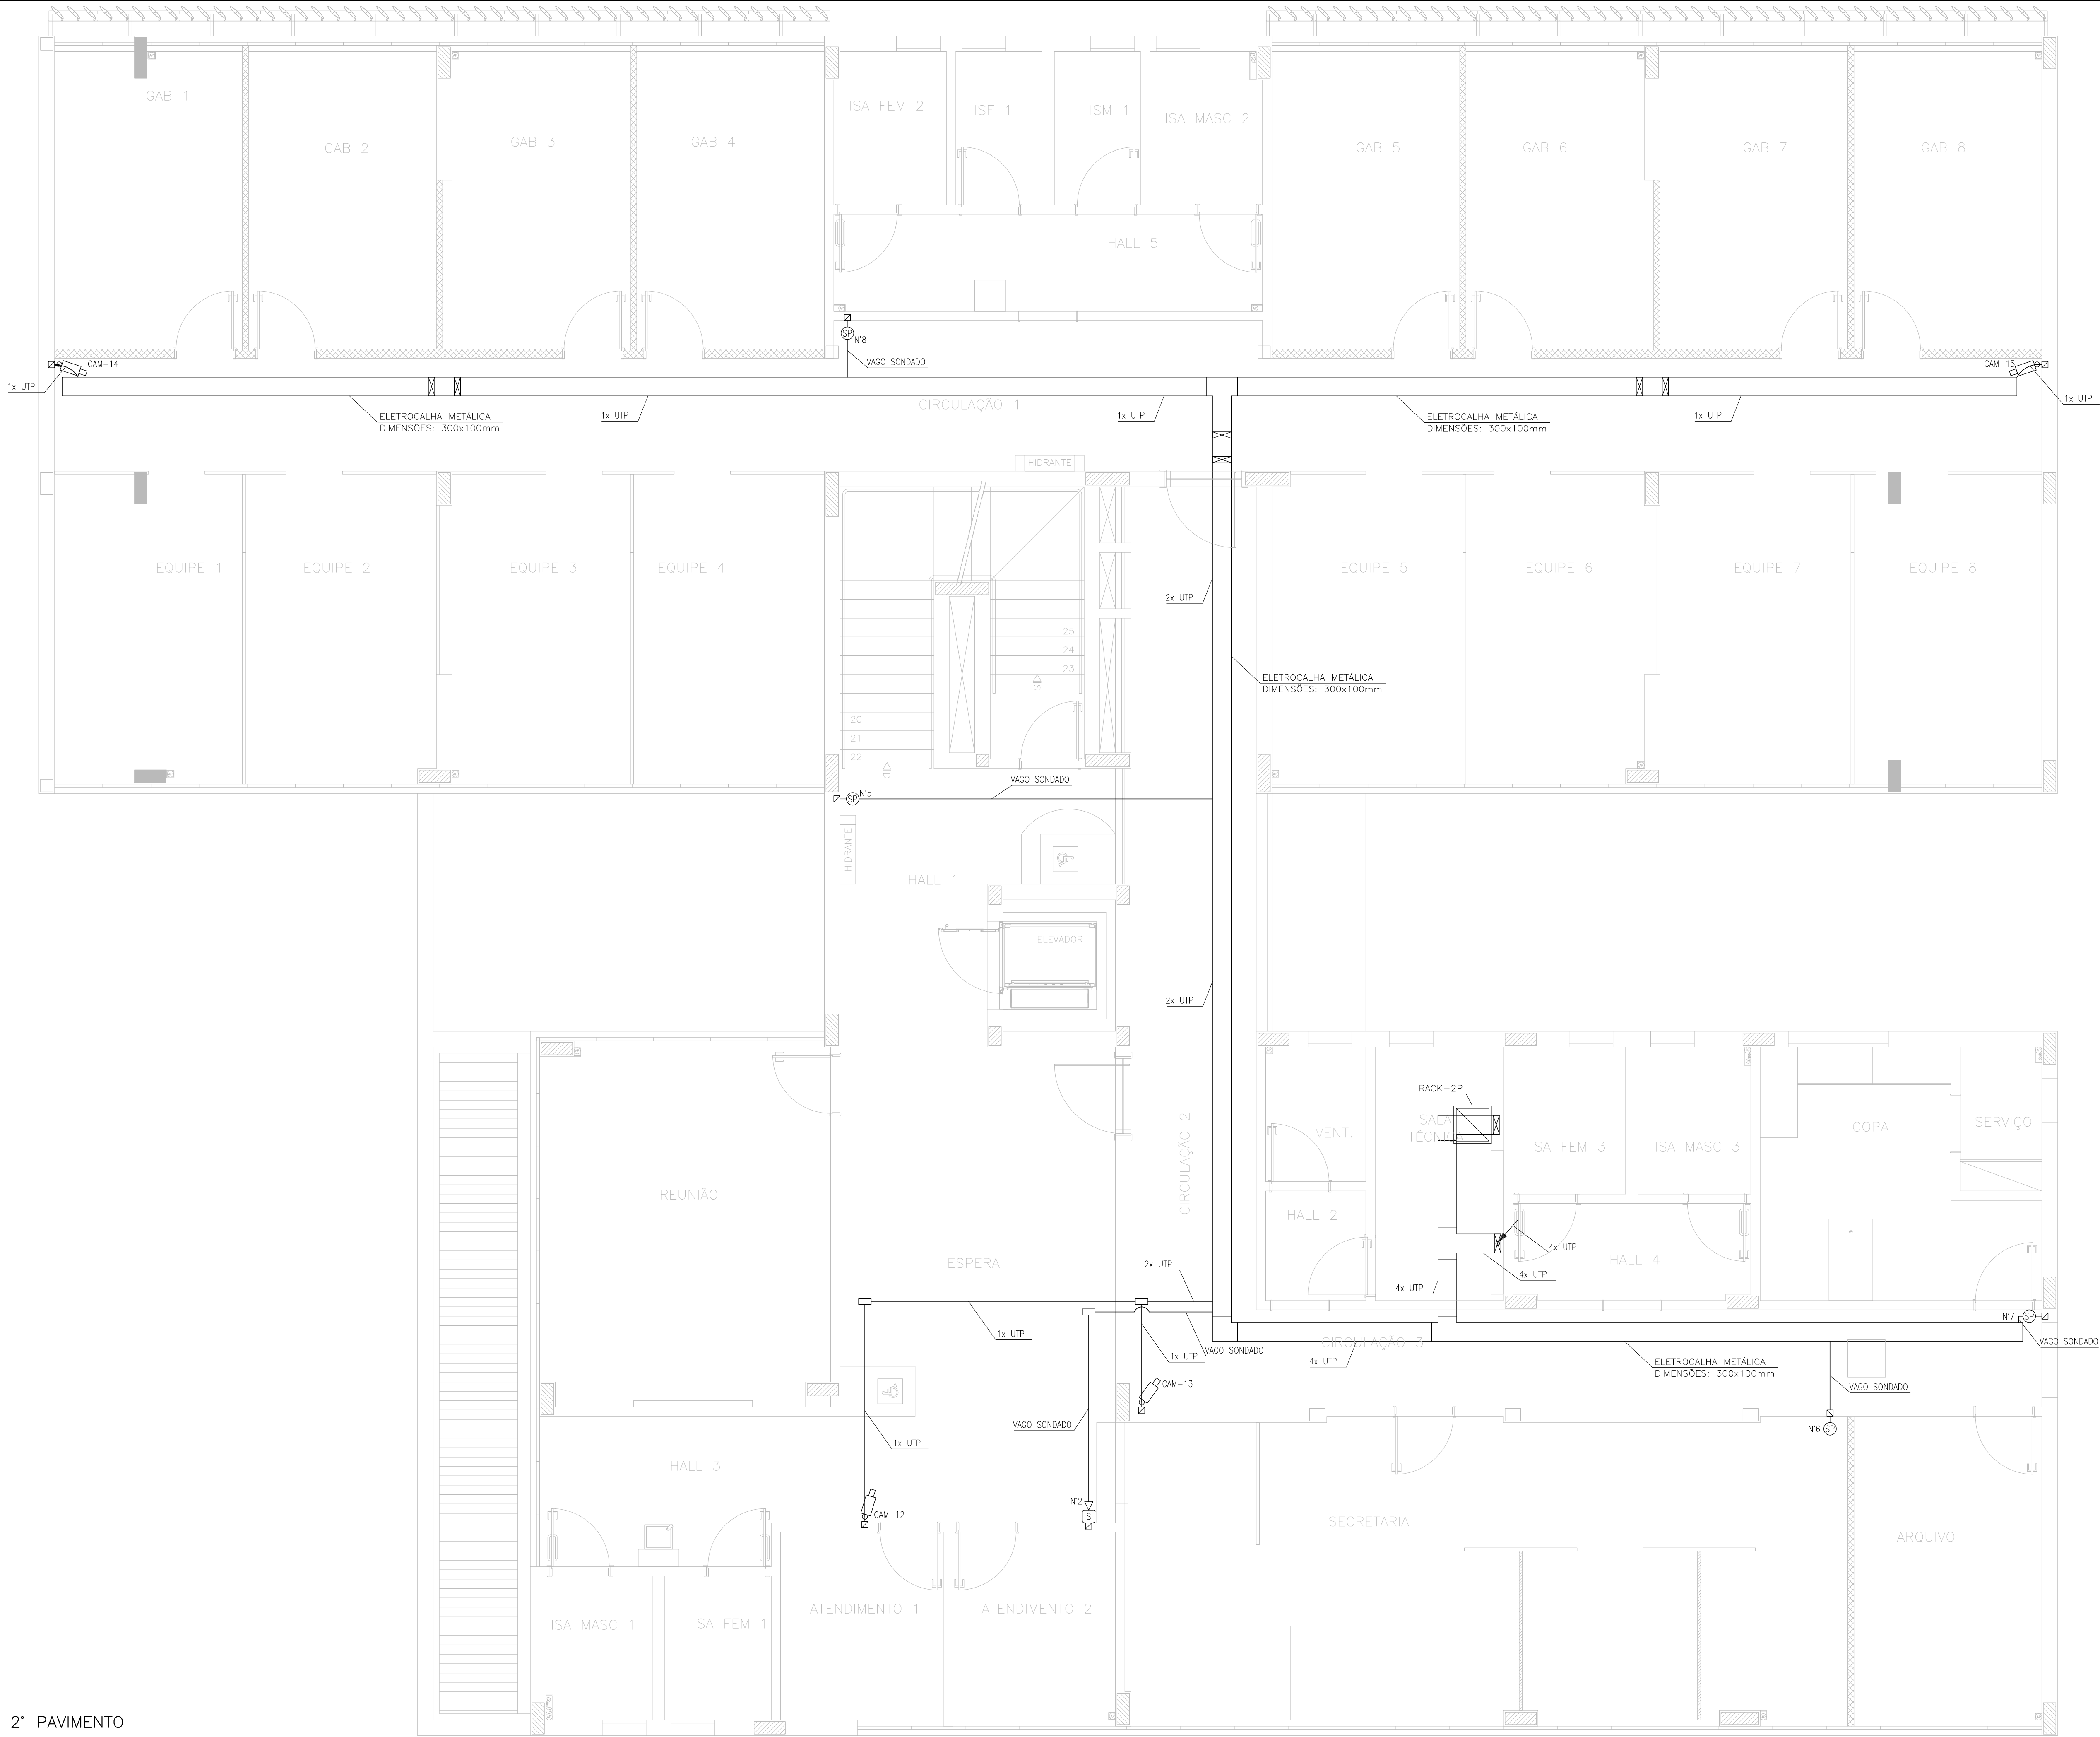 GAB 1
GAB 2
GAB 3
GAB 4
ISA FEM 2
ISF 1
ISM 1
ISA MASC 2
GAB 5
GAB 6
GAB 7
GAB 8
HALL 5
SP
N°8
VAGO SONDADO
CAM-14
1x UTP
CAM-15
1x UTP
ELETROCALHA METÁLICA
DIMENSÕES: 300x100mm
1x UTP
CIRCULAÇÃO 1
1x UTP
ELETROCALHA METÁLICA
DIMENSÕES: 300x100mm
1x UTP
HIDRANTE
EQUIPE 1
EQUIPE 2
EQUIPE 3
EQUIPE 4
EQUIPE 5
EQUIPE 6
EQUIPE 7
EQUIPE 8
2x UTP
25
24
23
S
20
21
22
D
ELETROCALHA METÁLICA
DIMENSÕES: 300x100mm
VAGO SONDADO
SP
N°5
HIDRANTE
HALL 1
ELEVADOR
2x UTP
RACK-2P
SALA
TÉCNICA
VENT.
ISA FEM 3
ISA MASC 3
COPA
SERVIÇO
CIRCULAÇÃO 2
REUNIÃO
HALL 2
ESPERA
2x UTP
4x UTP
4x UTP
4x UTP
HALL 4
1x UTP
1x UTP
VAGO SONDADO
4x UTP
CIRCULAÇÃO 3
ELETROCALHA METÁLICA
DIMENSÕES: 300x100mm
N°7
SP
VAGO SONDADO
VAGO SONDADO
CAM-13
VAGO SONDADO
N°6
SP
1x UTP
HALL 3
CAM-12
N°2
S
SECRETARIA
ARQUIVO
ISA MASC 1
ISA FEM 1
ATENDIMENTO 1
ATENDIMENTO 2
2° PAVIMENTO